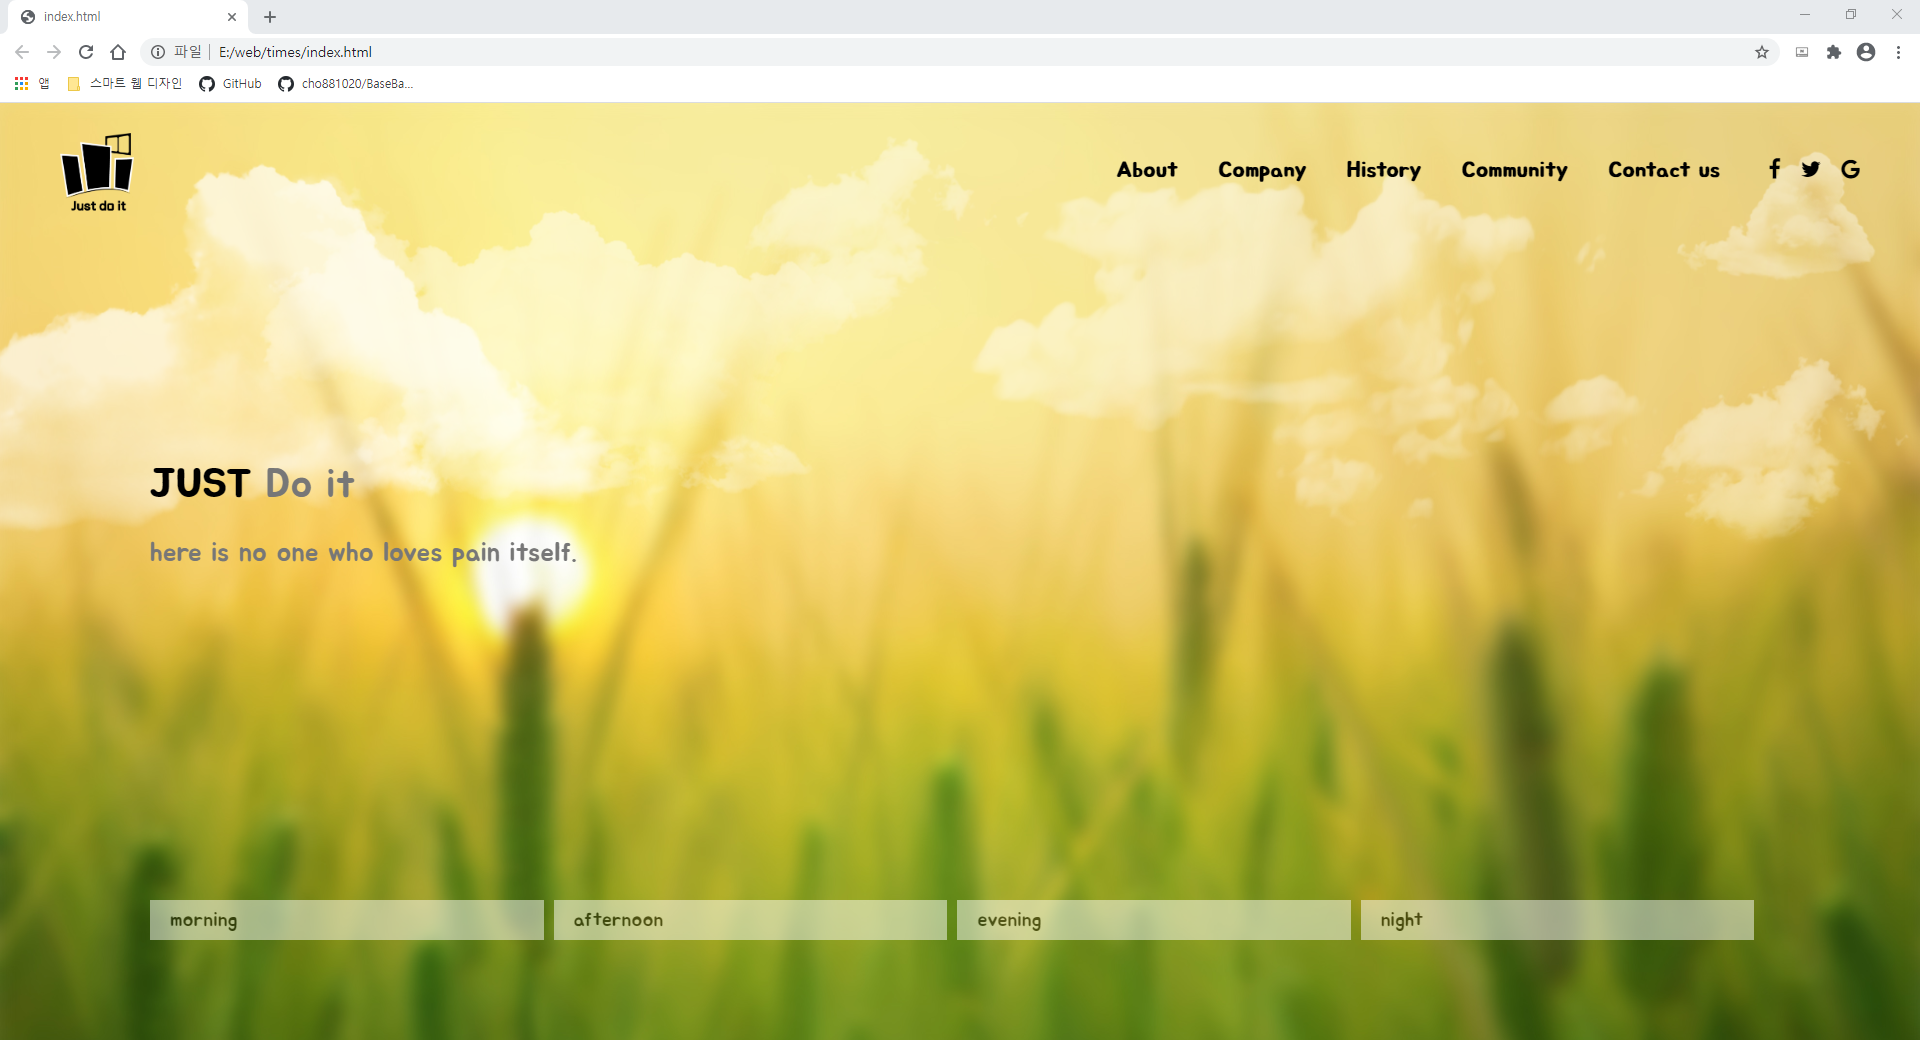 index.html
파일 E:/web/times/index.html
앱 스마트 웹 디자인 GitHub cho881020/BaseBa...
Just do it
About Company History Community Contact us
JUST Do it
here is no one who loves pain itself.
morning afternoon evening night